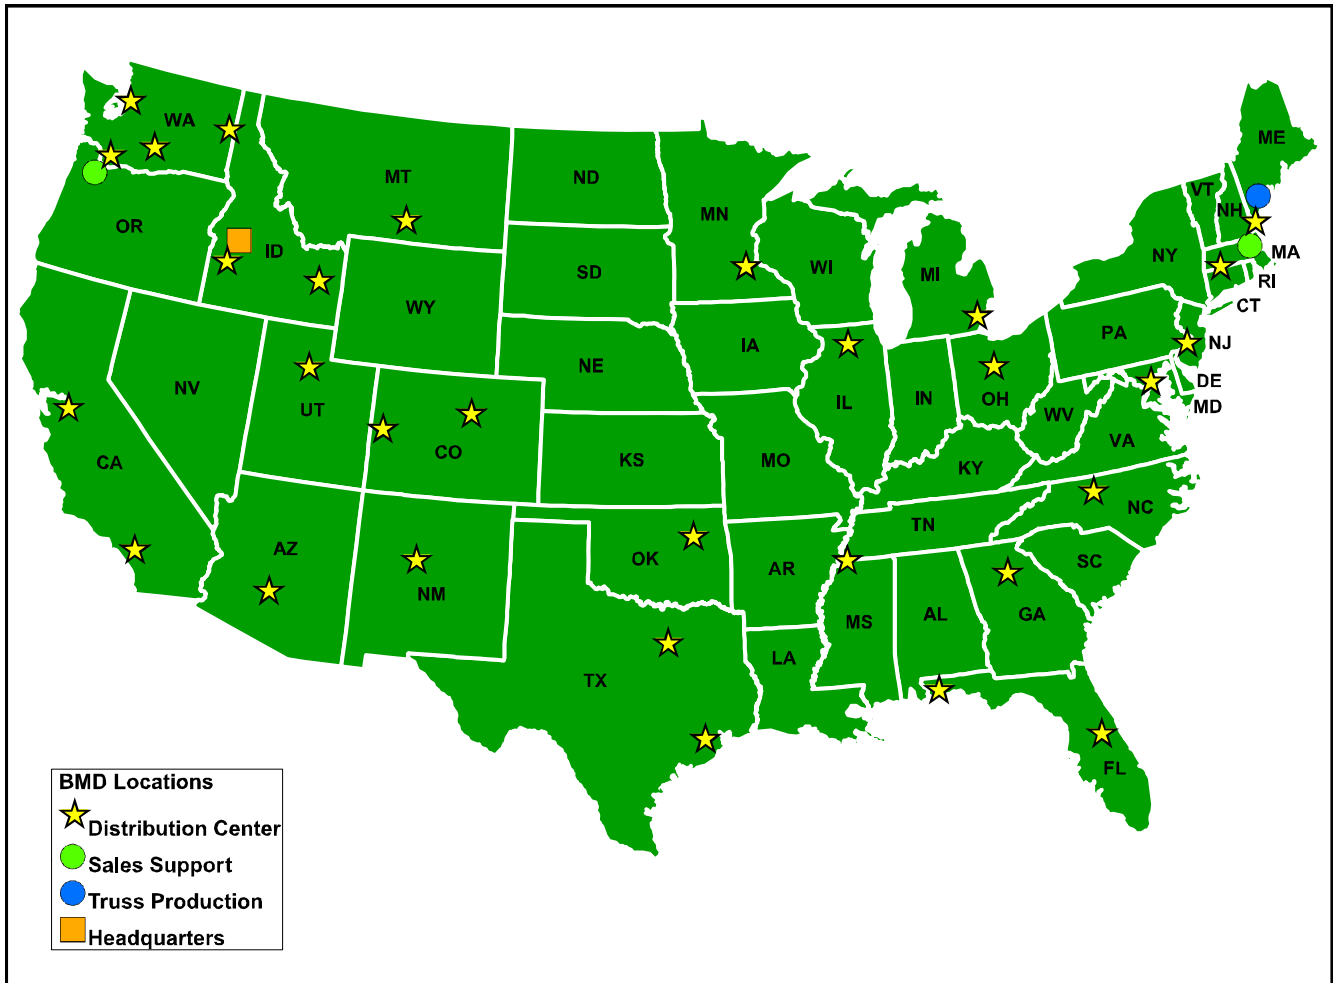 WA
ME
MT
ND
VT
MN
NH
OR
ID
NY
MA
WI
MI
SD
RI
WY
CT
PA
NJ
IA
NE
DE
NV
UT
IL
IN
OH
MD
WV
CO
VA
CA
KS
MO
KY
NC
TN
AZ
OK
AR
SC
NM
MS
AL
GA
LA
TX
FL
BMD Locations
Distribution Center
Sales Support
Truss Production
Headquarters